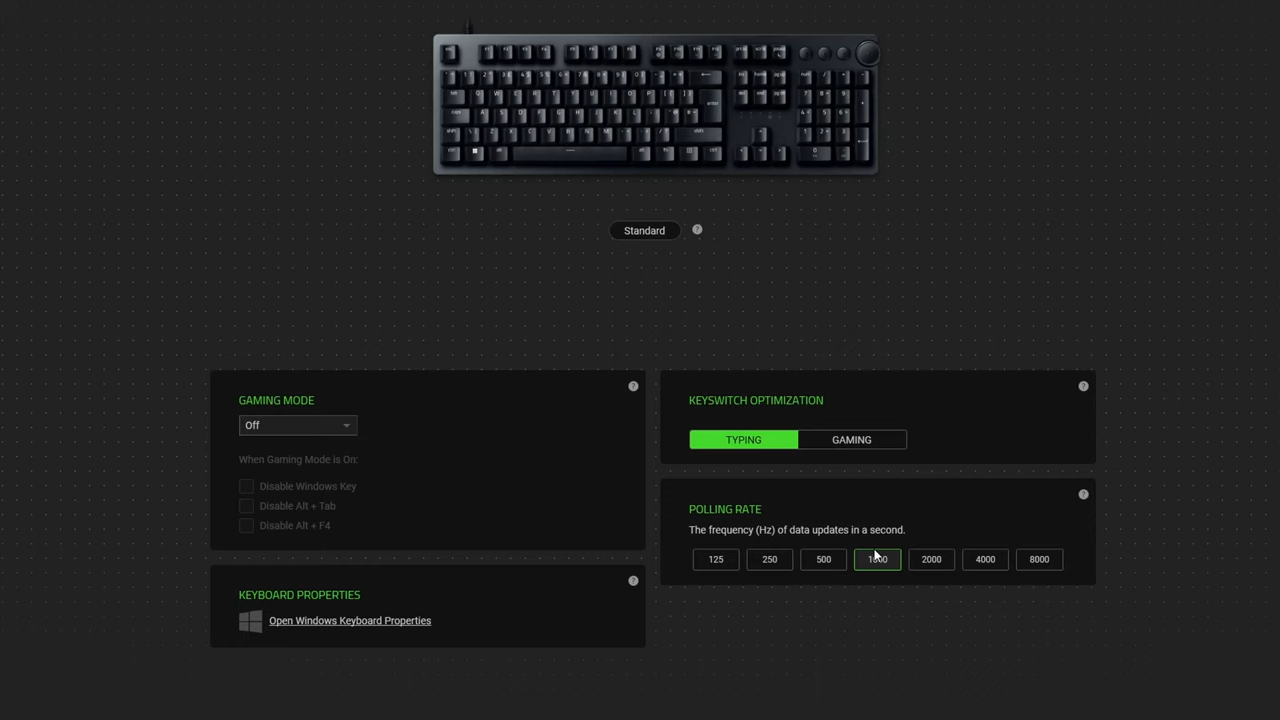 Standard
?
GAMING MODE
?
Off
When Gaming Mode is On:
Disable Windows Key
Disable Alt + Tab
Disable Alt + F4
KEYBOARD PROPERTIES
?
Open Windows Keyboard Properties
KEYSWITCH OPTIMIZATION
?
TYPING GAMING
POLLING RATE
?
The frequency (Hz) of data updates in a second.
125 250 500 1000 2000 4000 8000